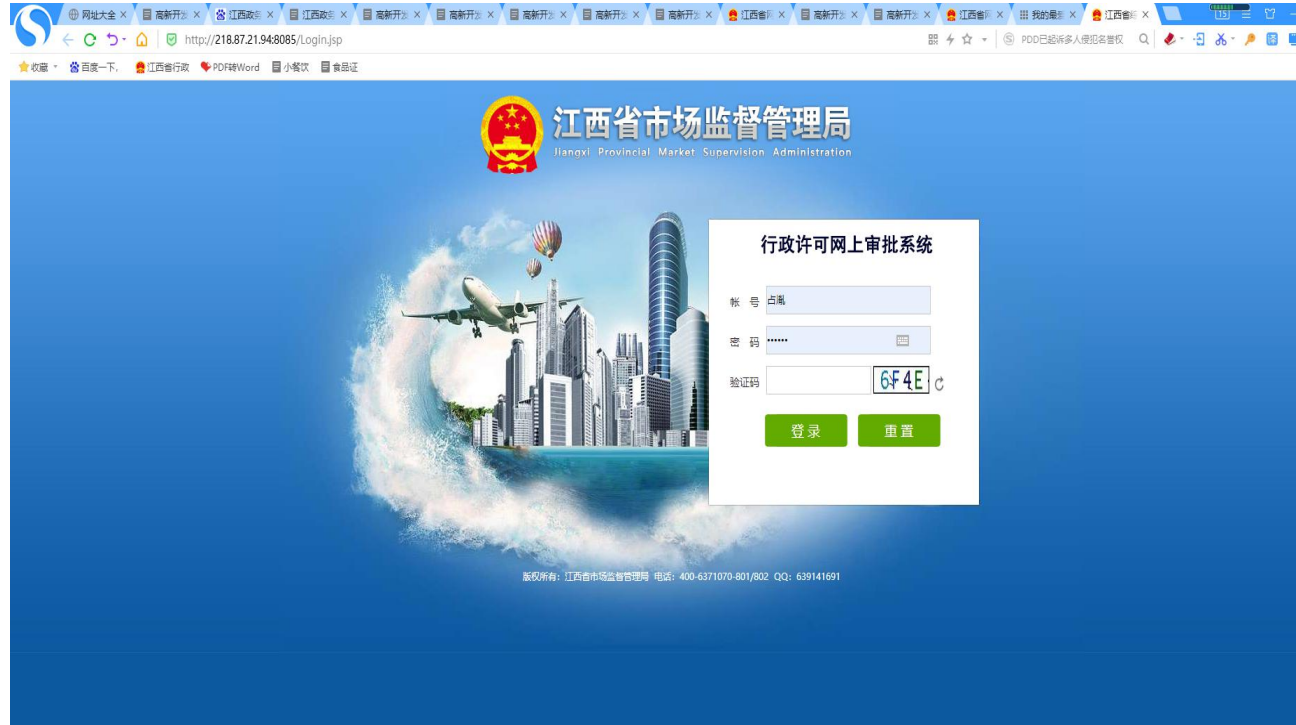 网址大全 高新开发 江西政务 江西政务 高新开发 高新开发 高新开发 高新开发 高新开发 江西省 高新开发 高新开发 江西省 我的最 江西省 15
http://218.87.21.94:8085/Login.jsp PDD已起诉多人侵犯名誉权
收藏 百度一下, 江西省行政 PDF转Word 小餐饮 食品证
江西省市场监督管理局
Jiangxi Provincial Market Supervision Administration
行政许可网上审批系统
帐 号 占胤
密 码 ••••••
验证码 6F4E
登录 重置
版权所有：江西省市场监督管理局 电话：400-6371070-801/802 QQ：639141691